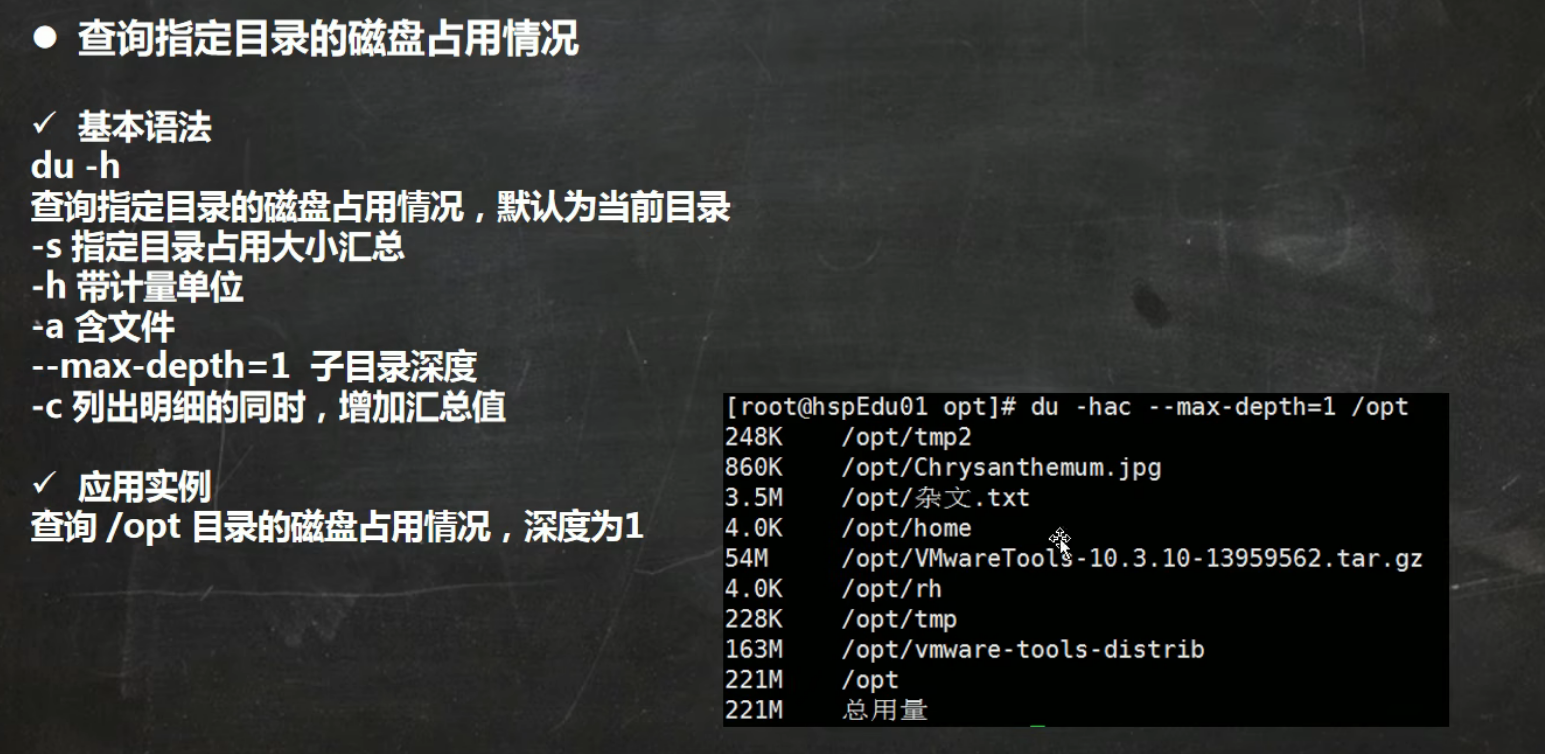 ● 查询指定目录的磁盘占用情况
✓ 基本语法
du -h
查询指定目录的磁盘占用情况，默认为当前目录
-s 指定目录占用大小汇总
-h 带计量单位
-a 含文件
--max-depth=1 子目录深度
-c 列出明细的同时，增加汇总值
✓ 应用实例
查询 /opt 目录的磁盘占用情况，深度为1
[root@hspEdu01 opt]# du -hac --max-depth=1 /opt
248K /opt/tmp2
860K /opt/Chrysanthemum.jpg
3.5M /opt/杂文.txt
4.0K /opt/home
54M /opt/VMwareTools-10.3.10-13959562.tar.gz
4.0K /opt/rh
228K /opt/tmp
163M /opt/vmware-tools-distrib
221M /opt
221M 总用量